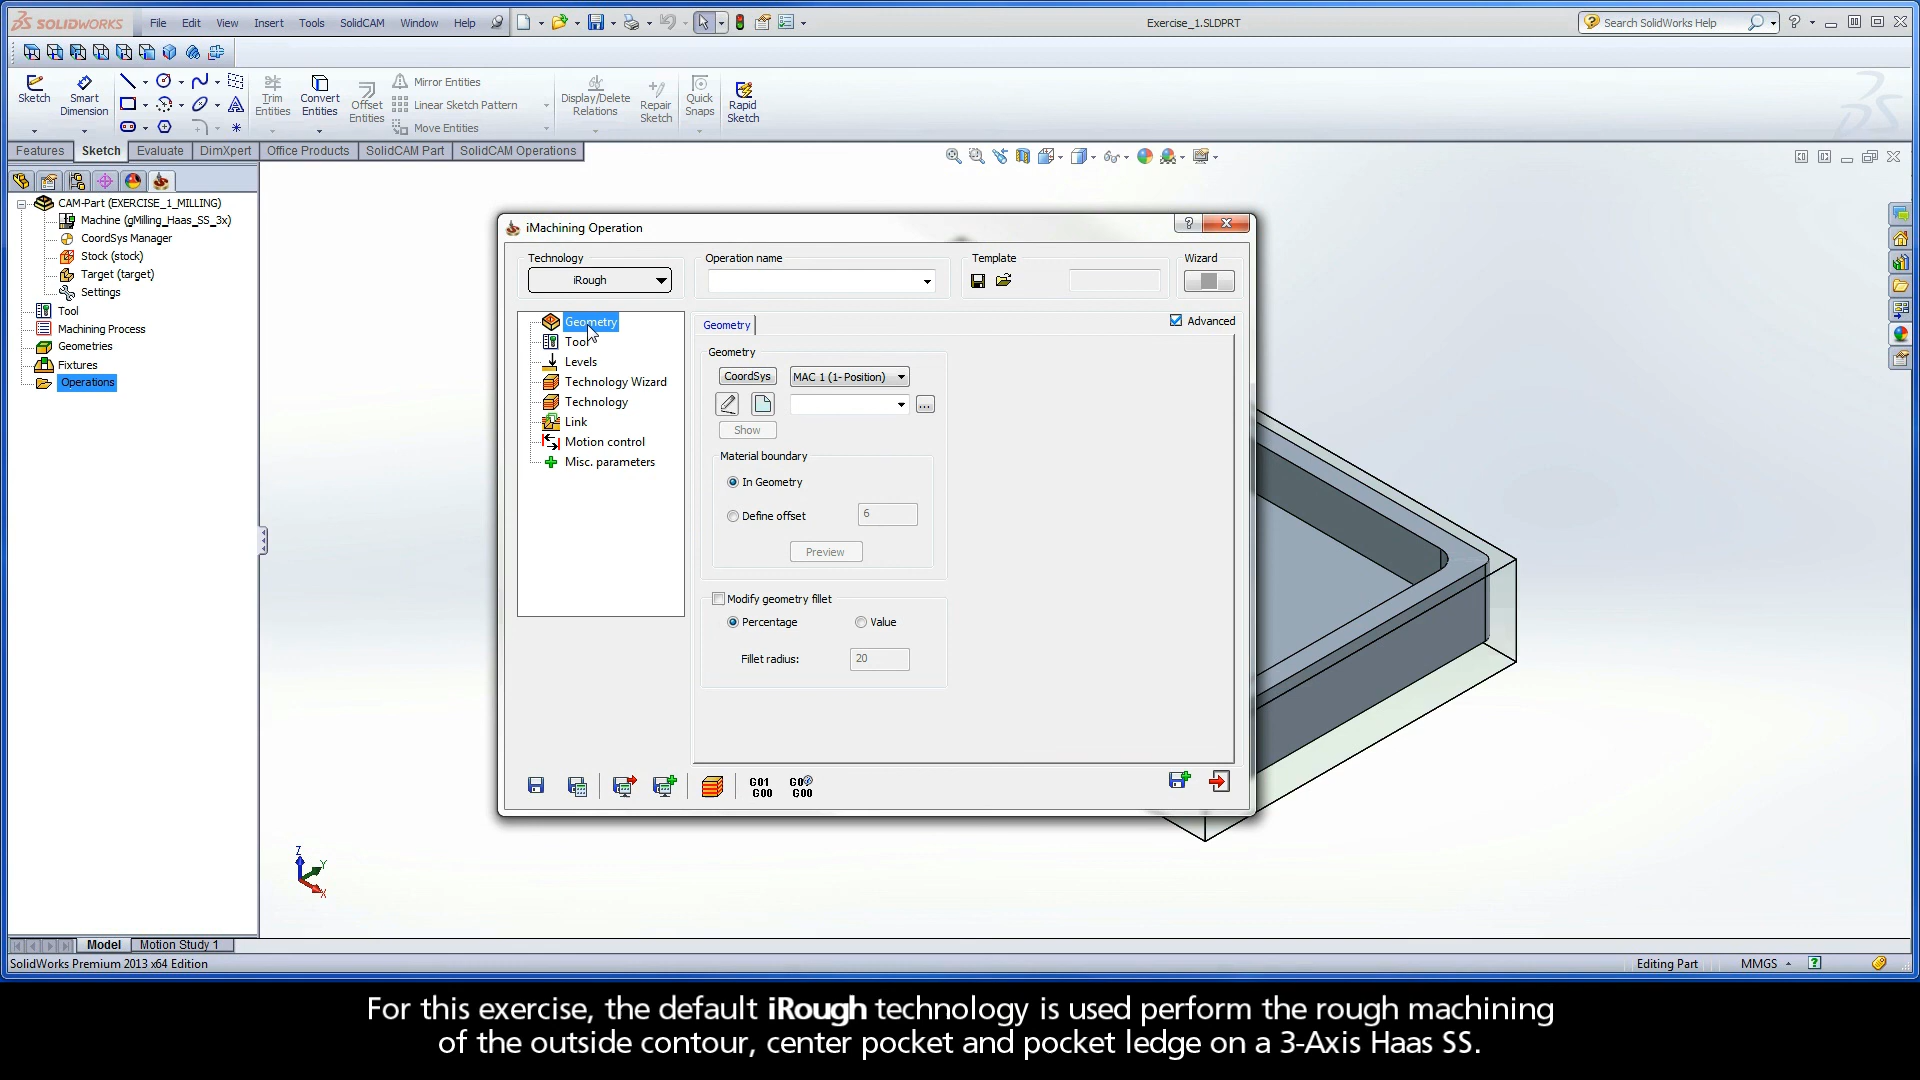 SOLIDWORKS File Edit View Insert Tools SolidCAM Window Help Exercise_1.SLDPRT Search SolidWorks Help
Sketch Smart Dimension Trim Entities Convert Entities Offset Entities Mirror Entities Linear Sketch Pattern Move Entities Display/Delete Relations Repair Sketch Quick Snaps Rapid Sketch
Features Sketch Evaluate DimXpert Office Products SolidCAM Part SolidCAM Operations
CAM-Part (EXERCISE_1_MILLING)
Machine (gMilling_Haas_SS_3x)
CoordSys Manager
Stock (stock)
Target (target)
Settings
Tool
Machining Process
Geometries
Fixtures
Operations
iMachining Operation
Technology Operation name Template Wizard
iRough
Geometry
Tool
Levels
Technology Wizard
Technology
Link
Motion control
Misc. parameters
Geometry Advanced
Geometry
CoordSys MAC 1 (1- Position)
...
Show
Material boundary
In Geometry
Define offset 6
Preview
Modify geometry fillet
Percentage Value
Fillet radius: 20
G01 G00 G0 G00
Z
Y
X
Model Motion Study 1
SolidWorks Premium 2013 x64 Edition Editing Part MMGS
For this exercise, the default iRough technology is used perform the rough machining
of the outside contour, center pocket and pocket ledge on a 3-Axis Haas SS.